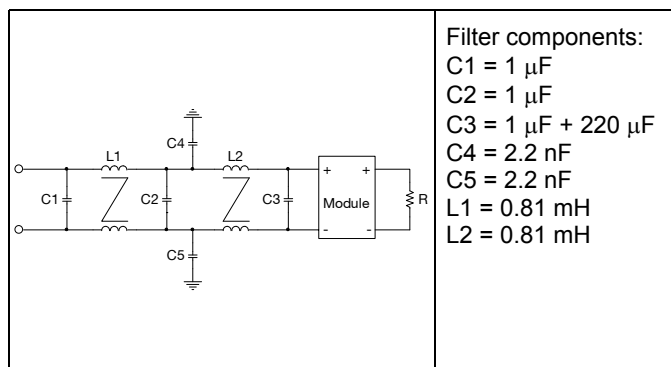 C4
L1
L2
C1
C2
C3
+
+
Module
R
-
-
C5
Filter components:
C1 = 1 μF
C2 = 1 μF
C3 = 1 μF + 220 μF
C4 = 2.2 nF
C5 = 2.2 nF
L1 = 0.81 mH
L2 = 0.81 mH